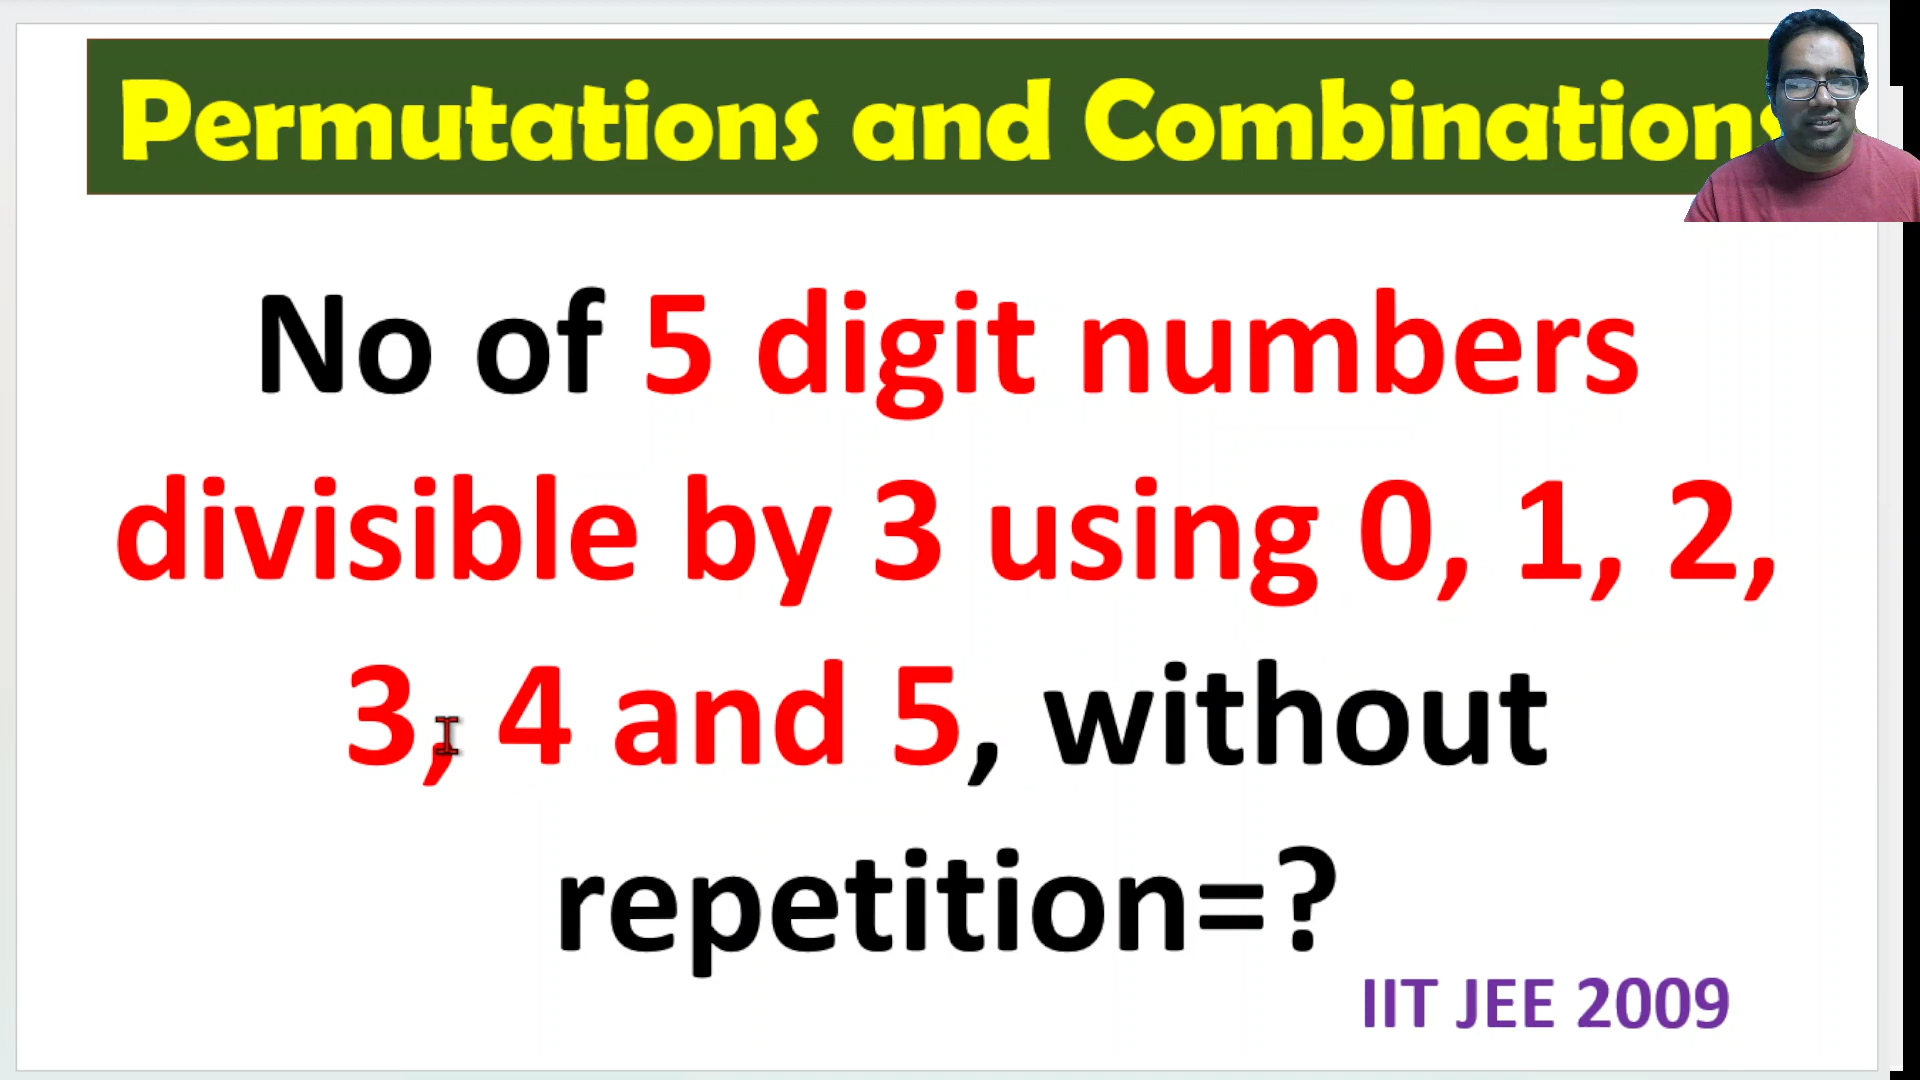 Permutations and Combinations
No of 5 digit numbers
divisible by 3 using 0, 1, 2,
3, 4 and 5, without
repetition=?
IIT JEE 2009